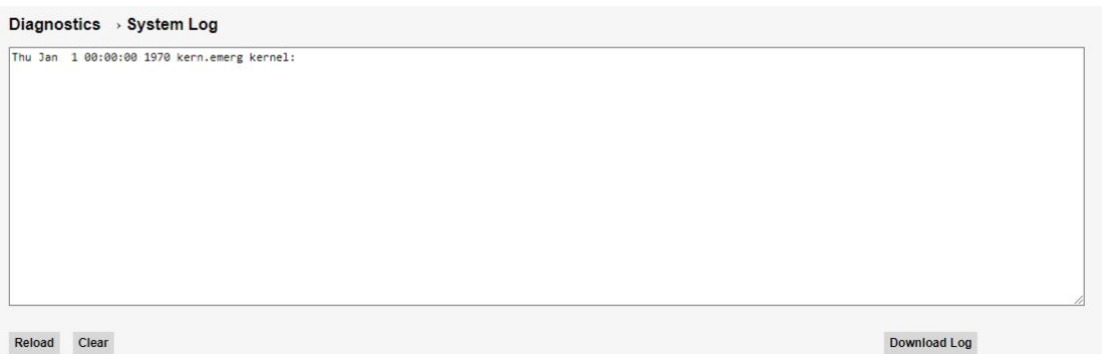 Diagnostics › System Log
Thu Jan  1 00:00:00 1970 kern.emerg kernel:
Reload Clear Download Log